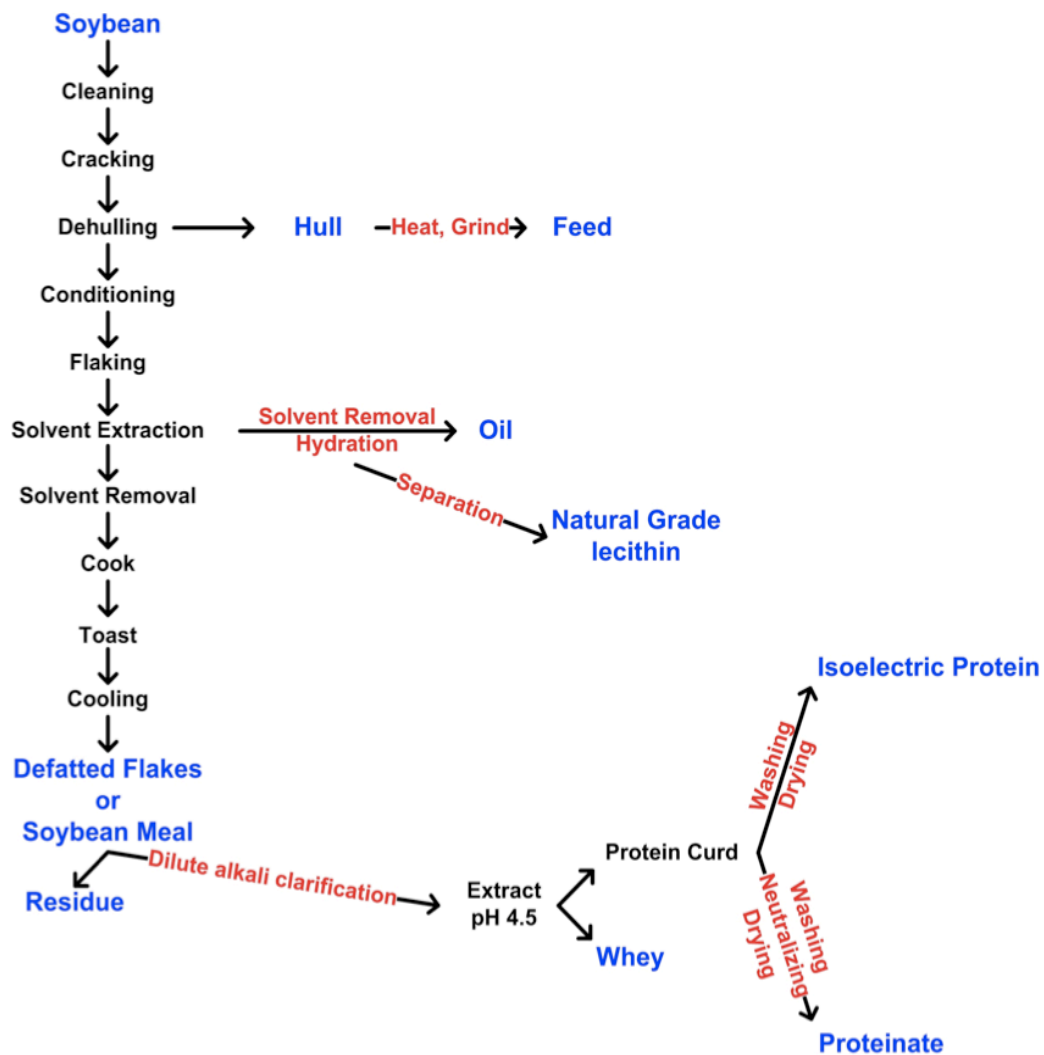 Soybean
Cleaning
Cracking
Dehulling
Hull
Heat, Grind
Feed
Conditioning
Flaking
Solvent Extraction
Solvent Removal
Hydration
Oil
Separation
Natural Grade
lecithin
Solvent Removal
Cook
Toast
Cooling
Defatted Flakes
or
Soybean Meal
Residue
Dilute alkali clarification
Extract
pH 4.5
Protein Curd
Whey
Washing
Drying
Isoelectric Protein
Washing
Neutralizing
Drying
Proteinate